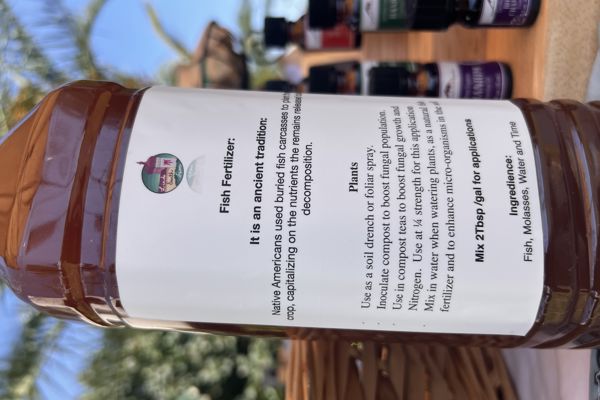 Fish Fertilizer:
It is an ancient tradition:
Native Americans used buried fish carcasses to
crop, capitalizing on the nutrients the remains
decomposition.
Plants
Use as a soil drench or foliar spray.
Inoculate compost to boost fungal population.
Use in compost teas to boost fungal growth and
Nitrogen. Use at ¼ strength for this application
Mix in water when watering plants, as a natural
fertilizer and to enhance micro-organisms in the
Mix 2Tbsp /gal for applications
Ingredience:
Fish, Molasses, Water and Time